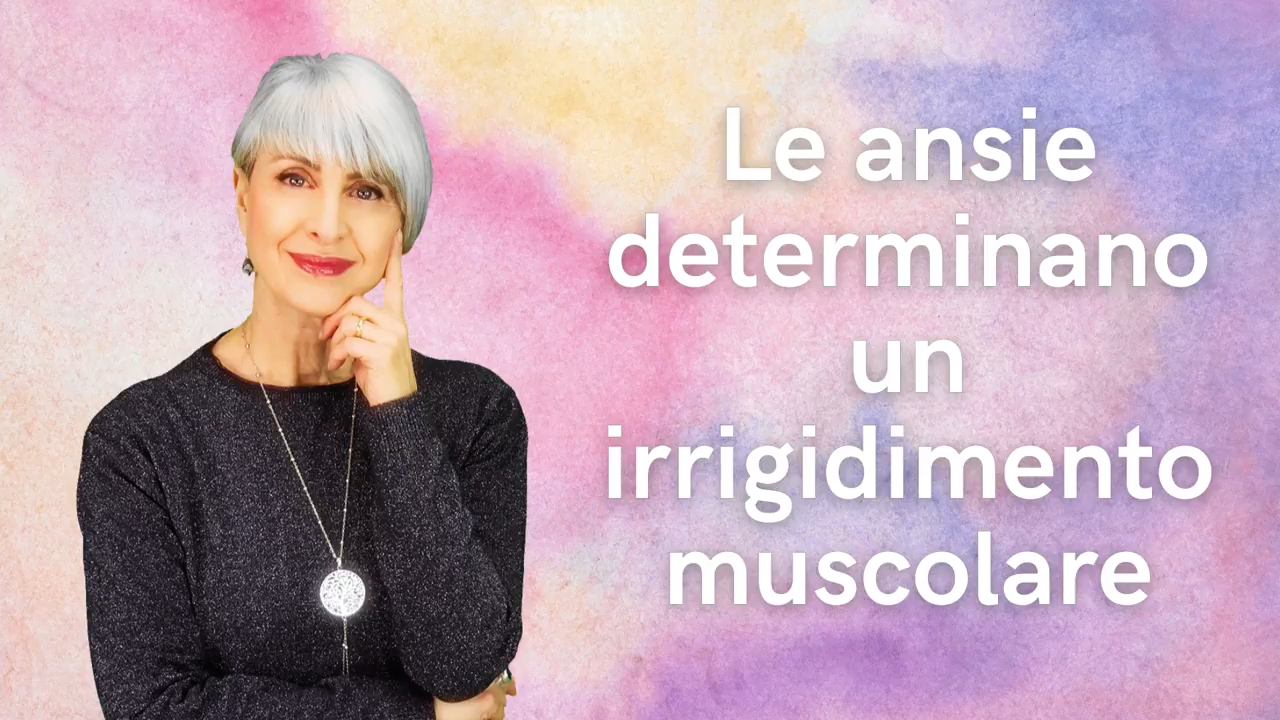 Le ansie
determinano
un
irrigidimento
muscolare